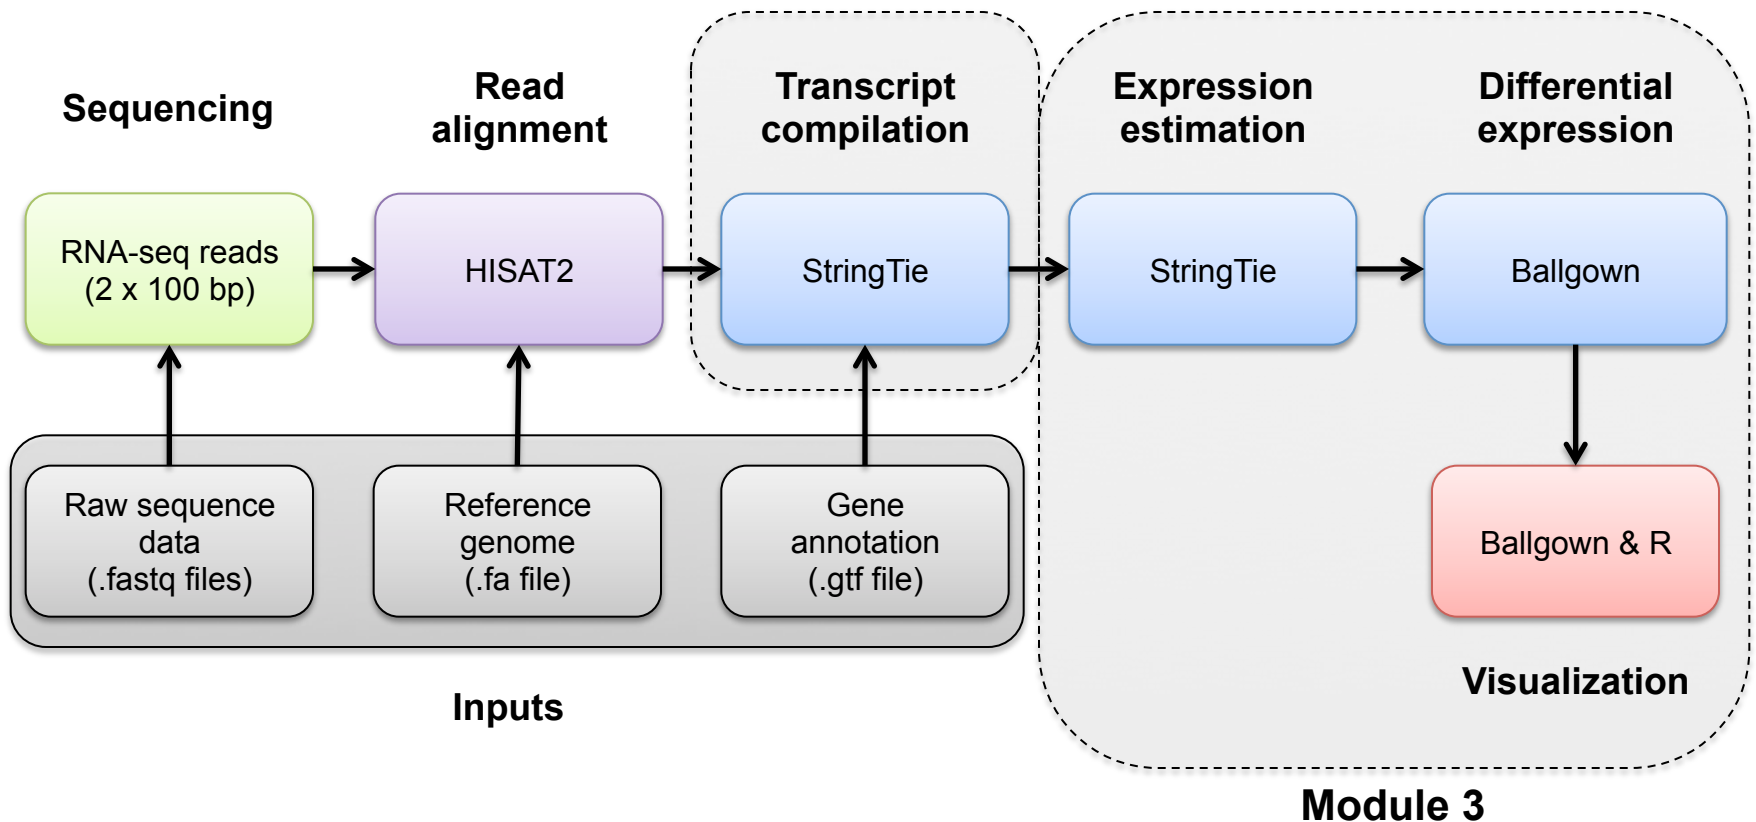 Sequencing
Read
alignment
Transcript
compilation
Expression
estimation
Differential
expression
RNA-seq reads
(2 x 100 bp)
HISAT2
StringTie
StringTie
Ballgown
Raw sequence
data
(.fastq files)
Reference
genome
(.fa file)
Gene
annotation
(.gtf file)
Ballgown & R
Inputs
Visualization
Module 3